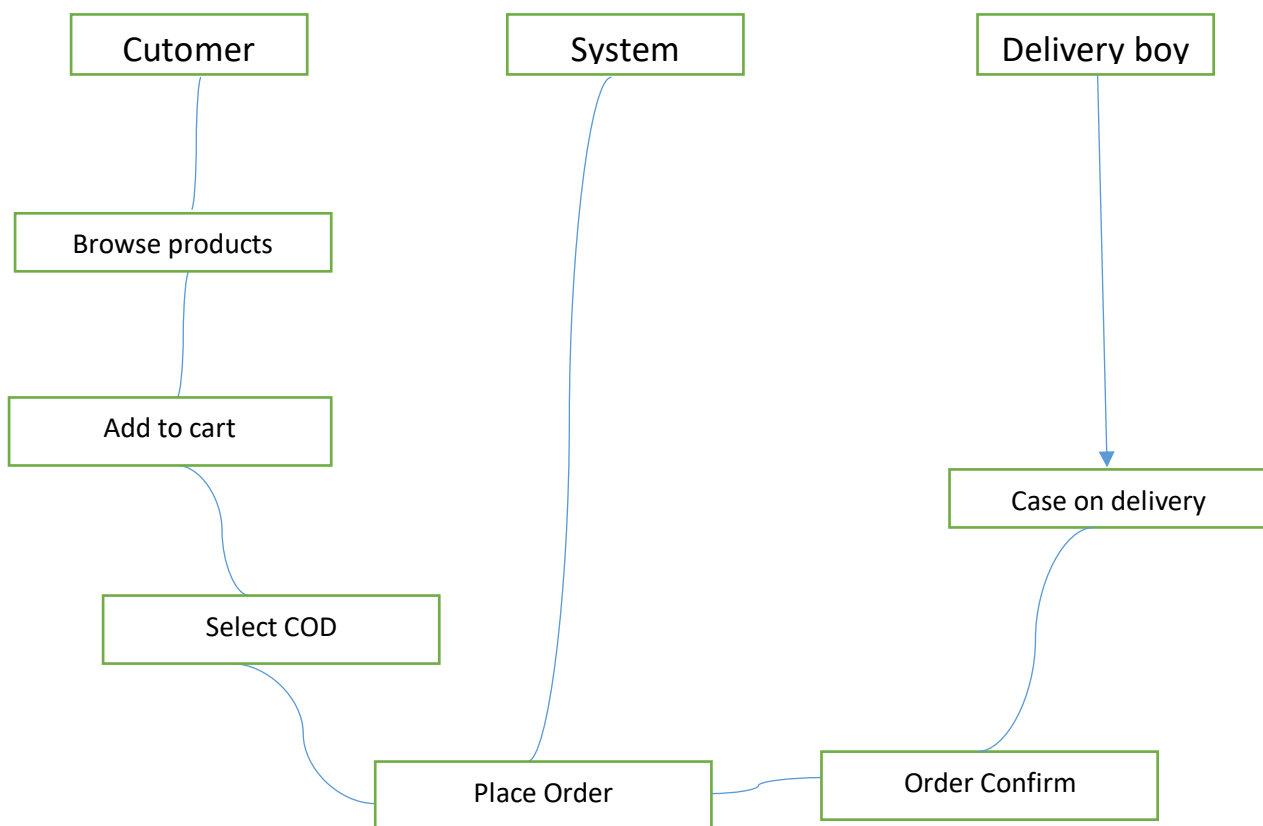 Cutomer
System
Delivery boy
Browse products
Add to cart
Case on delivery
Select COD
Place Order
Order Confirm